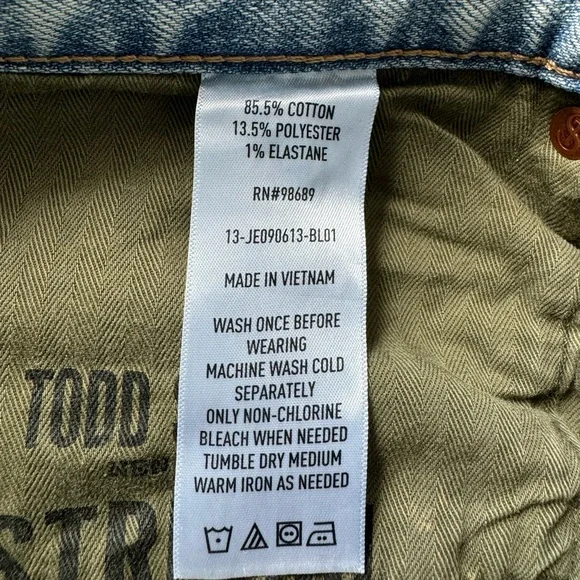 85.5% COTTON
13.5% POLYESTER
1% ELASTANE
RN#98689
13-JE090613-BL01
MADE IN VIETNAM
WASH ONCE BEFORE
WEARING
MACHINE WASH COLD
SEPARATELY
ONLY NON-CHLORINE
BLEACH WHEN NEEDED
TUMBLE DRY MEDIUM
WARM IRON AS NEEDED
TODD
STR